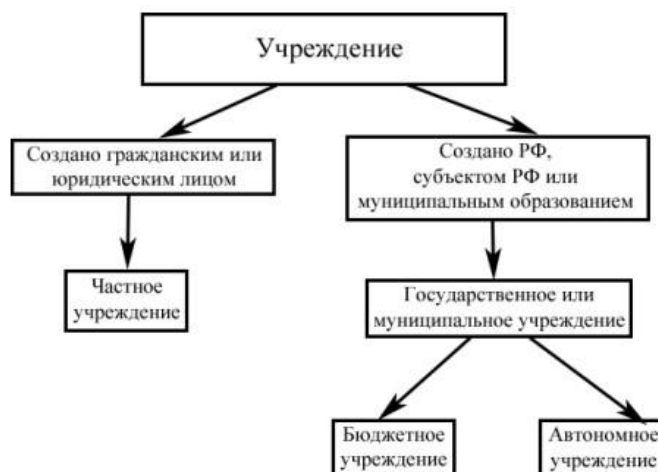 Учреждение
Создано гражданским или
юридическим лицом
Создано РФ,
субъектом РФ или
муниципальным образованием
Частное
учреждение
Государственное или
муниципальное учреждение
Бюджетное
учреждение
Автономное
учреждение